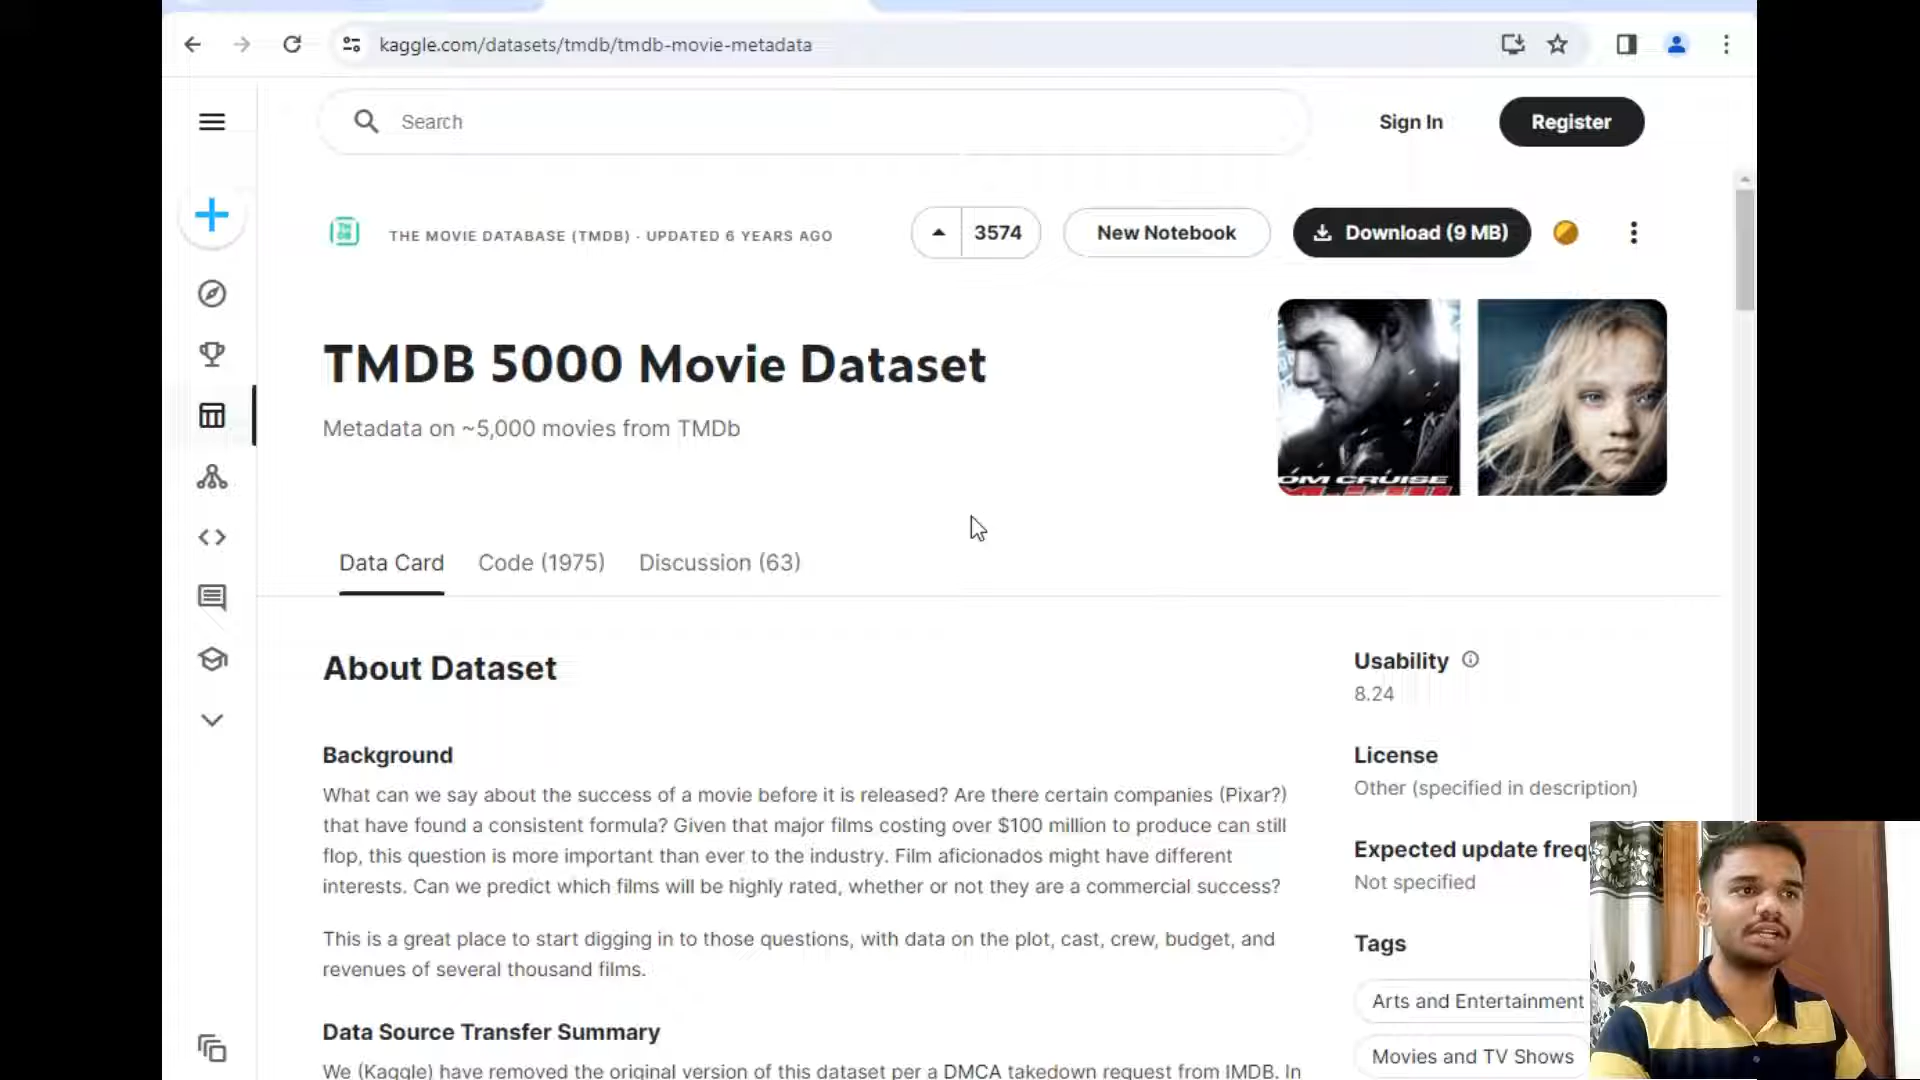 kaggle.com/datasets/tmdb/tmdb-movie-metadata
Search
Sign In
Register
THE MOVIE DATABASE (TMDB) · UPDATED 6 YEARS AGO
3574
New Notebook
Download (9 MB)
TMDB 5000 Movie Dataset
Metadata on ~5,000 movies from TMDb
OM CRUISE
Data Card
Code (1975)
Discussion (63)
About Dataset
Background
What can we say about the success of a movie before it is released? Are there certain companies (Pixar?)
that have found a consistent formula? Given that major films costing over $100 million to produce can still
flop, this question is more important than ever to the industry. Film aficionados might have different
interests. Can we predict which films will be highly rated, whether or not they are a commercial success?
This is a great place to start digging in to those questions, with data on the plot, cast, crew, budget, and
revenues of several thousand films.
Data Source Transfer Summary
We (Kaggle) have removed the original version of this dataset per a DMCA takedown request from IMDB. In
Usability
8.24
License
Other (specified in description)
Expected update freq
Not specified
Tags
Arts and Entertainment
Movies and TV Shows